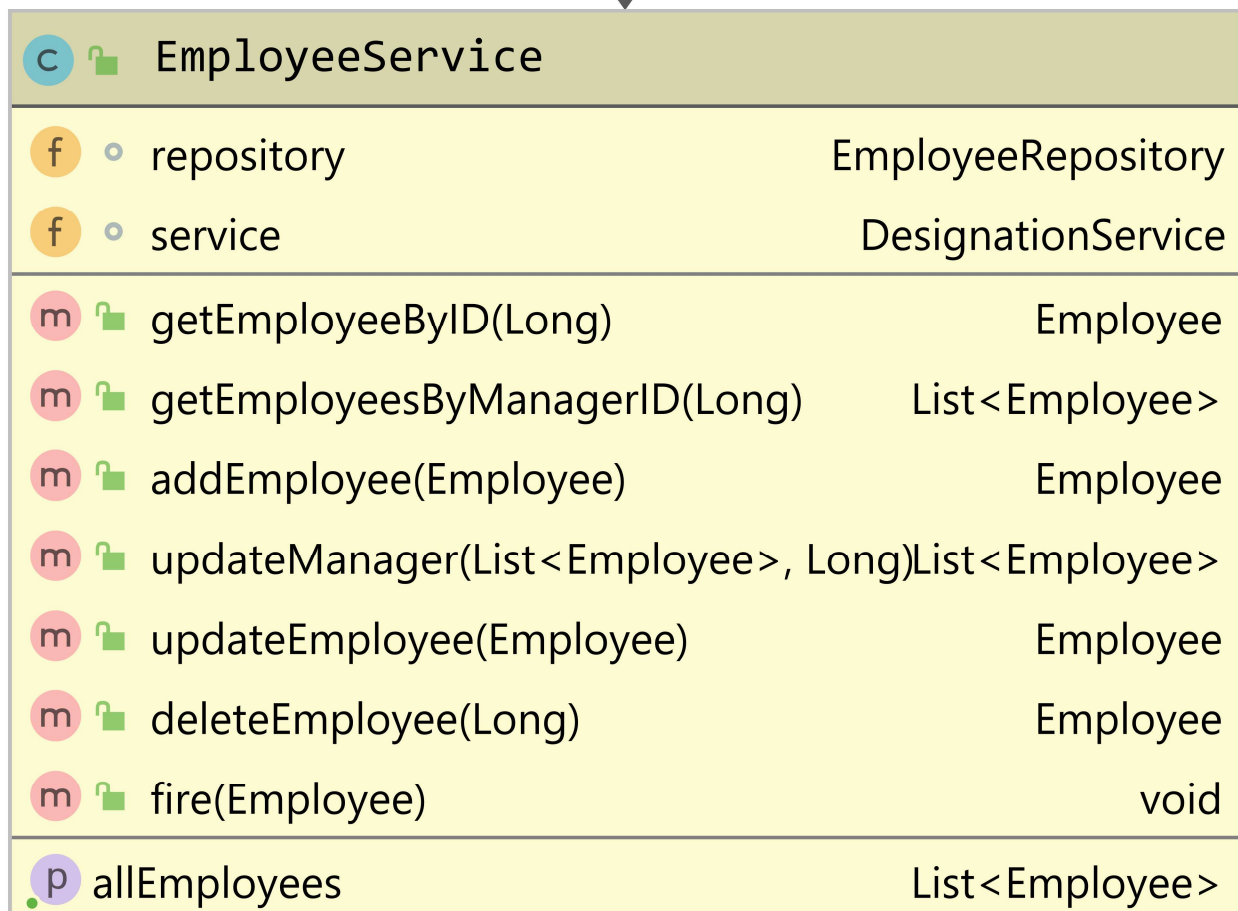 c EmployeeService
f repository EmployeeRepository
f service DesignationService
m getEmployeeByID(Long) Employee
m getEmployeesByManagerID(Long) List<Employee>
m addEmployee(Employee) Employee
m updateManager(List<Employee>, Long)List<Employee>
m updateEmployee(Employee) Employee
m deleteEmployee(Long) Employee
m fire(Employee) void
p allEmployees List<Employee>